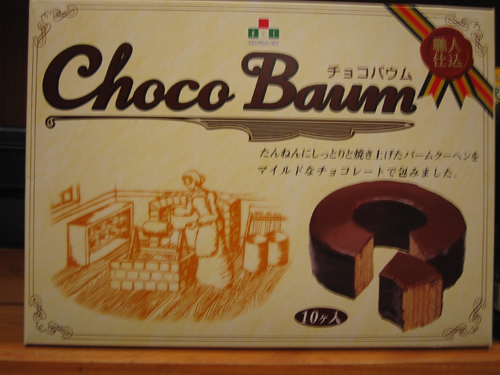 職人
仕込
チョコバウム
Choco Baum
たんねんにしっとりと焼き上げたバームクーヘンを
マイルドなチョコレートで包みました。
10ヶ入